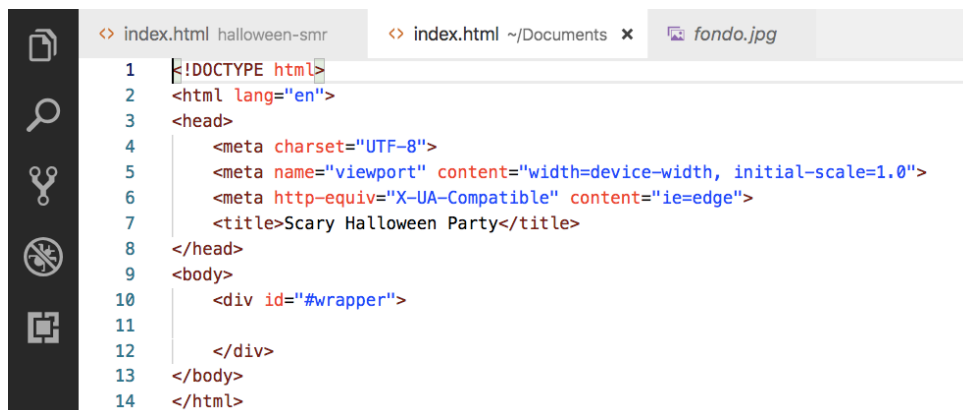 index.html halloween-smr index.html ~/Documents fondo.jpg
1 <!DOCTYPE html>
2 <html lang="en">
3 <head>
4     <meta charset="UTF-8">
5     <meta name="viewport" content="width=device-width, initial-scale=1.0">
6     <meta http-equiv="X-UA-Compatible" content="ie=edge">
7     <title>Scary Halloween Party</title>
8 </head>
9 <body>
10     <div id="#wrapper">
11
12     </div>
13 </body>
14 </html>